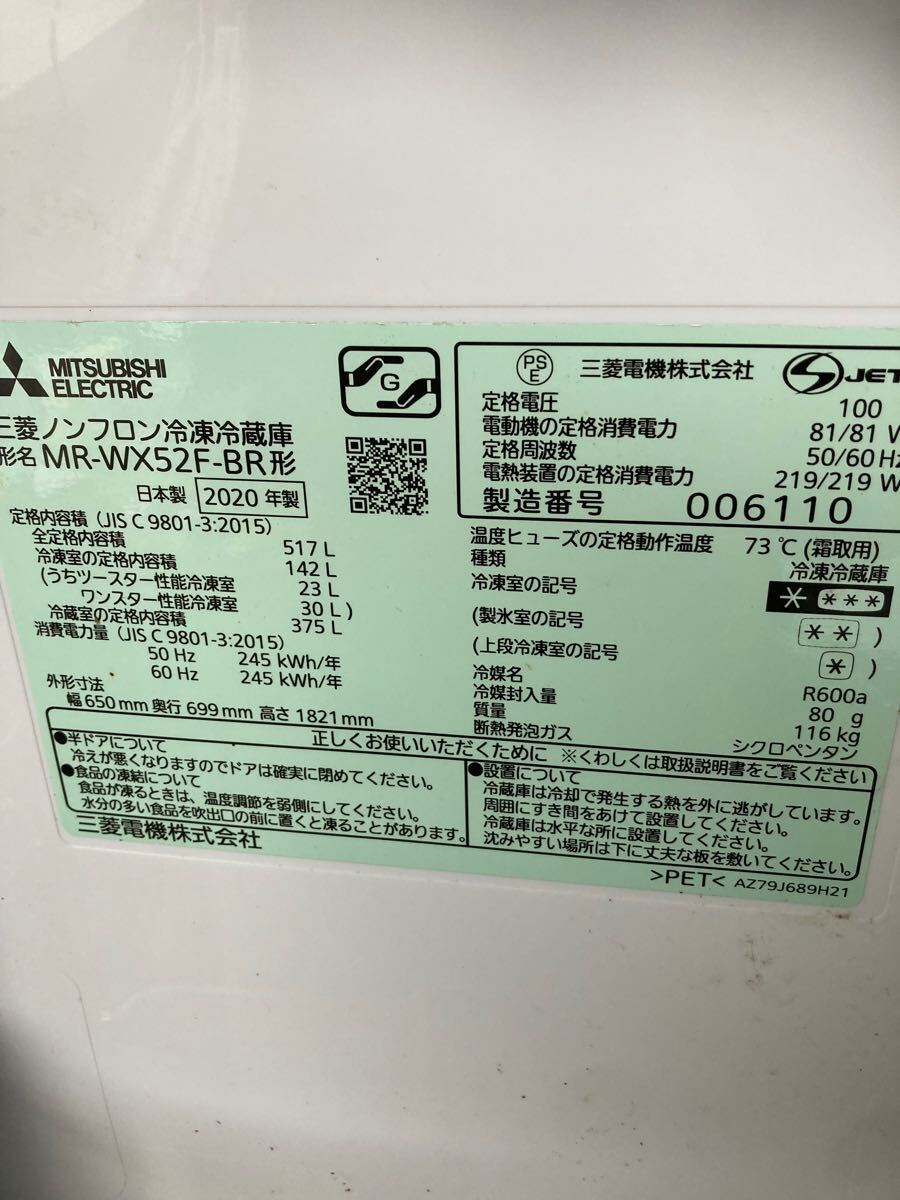 MITSUBISHI
ELECTRIC
G
三菱ノンフロン冷凍冷蔵庫
形名 MR-WX52F-BR形
日本製 2020 年製
定格内容積 (JIS C 9801-3:2015)
全定格内容積 517 L
冷凍室の定格内容積 142 L
(うちツースター性能冷凍室 23 L
ワンスター性能冷凍室 30 L )
冷蔵室の定格内容積 375 L
消費電力量 (JIS C 9801-3:2015)
50 Hz 245 kWh/年
60 Hz 245 kWh/年
外形寸法
幅 650 mm 奥行 699 mm 高さ 1821 mm
PS
E
三菱電機株式会社
S JET
定格電圧 100
電動機の定格消費電力 81/81 W
定格周波数 50/60 Hz
電熱装置の定格消費電力 219/219 W
製造番号 006110
温度ヒューズの定格動作温度 73 ℃ (霜取用)
種類 冷凍冷蔵庫
冷凍室の記号 * ***
(製氷室の記号 ** )
(上段冷凍室の記号 * )
冷媒名 R600a
冷媒封入量 80 g
質量 116 kg
断熱発泡ガス シクロペンタン
正しくお使いいただくために ※くわしくは取扱説明書をご覧ください
●半ドアについて
冷えが悪くなりますのでドアは確実に閉めてください。
●食品の凍結について
食品が凍るときは、温度調節を弱側にしてください。
水分の多い食品を吹出口の前に置くと凍ることがあります。
●設置について
冷蔵庫は冷却で発生する熱を外に逃がしています。
周囲にすき間をあけて設置してください。
冷蔵庫は水平な所に設置してください。
沈みやすい場所は下に丈夫な板を敷いてください。
三菱電機株式会社
>PET< AZ79J689H21